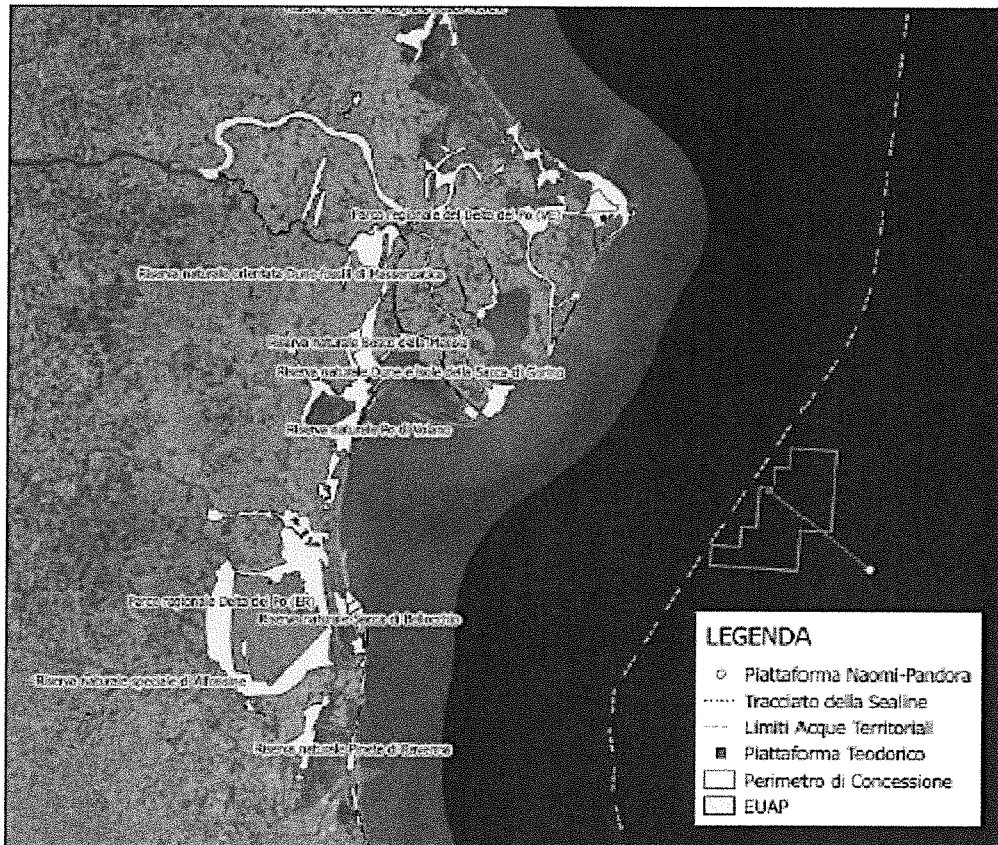 Parco regionale del Delta del Po (VE)
Riserva naturale orientata Dune fossili di Massenzatica
Riserva naturale Bosco della Mesola
Riserva naturale Dune e Isole della Sacca di Gorino
Riserva naturale Po di Volano
Parco regionale Delta del Po (ER)
Riserva naturale Sacca di Bellocchio
Riserva naturale speciale di Alfonsine
Riserva naturale Pineta di Ravenna
LEGENDA
Piattaforma Naomi-Pandora
Tracciato della Sealine
Limiti Acque Territoriali
Piattaforma Teodorico
Perimetro di Concessione
EUAP